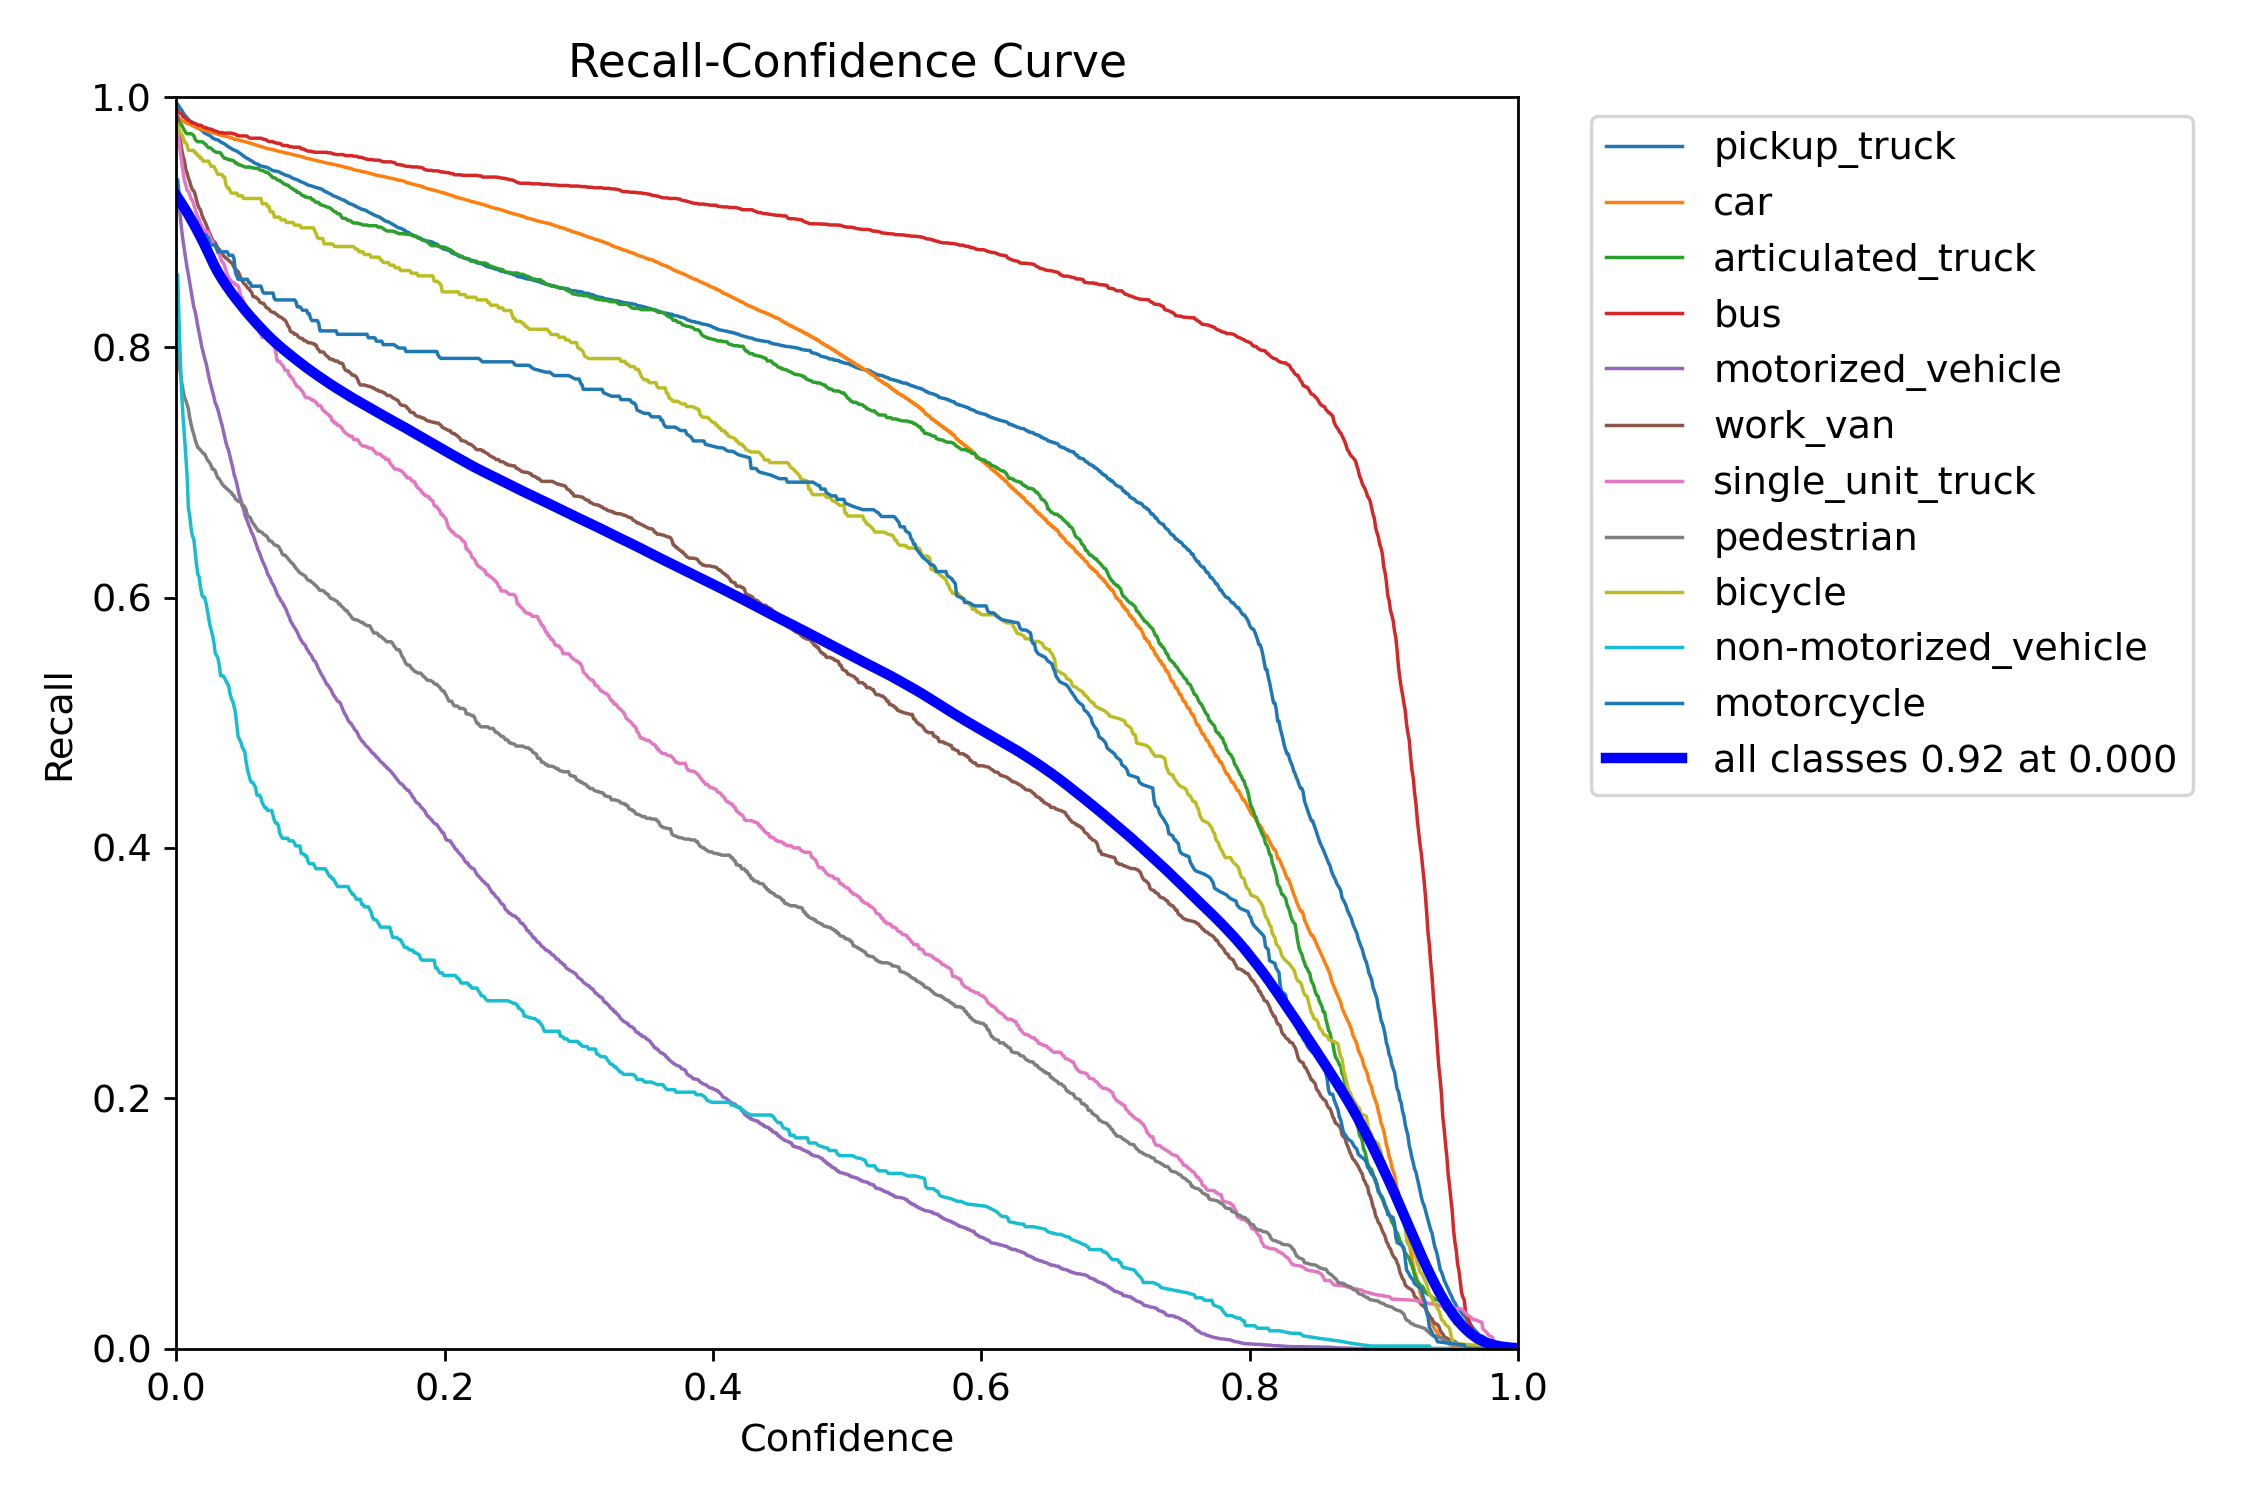 Recall-Confidence Curve
1.0
0.8
0.6
0.4
0.2
0.0
Recall
0.0 0.2 0.4 0.6 0.8 1.0
Confidence
pickup_truck
car
articulated_truck
bus
motorized_vehicle
work_van
single_unit_truck
pedestrian
bicycle
non-motorized_vehicle
motorcycle
all classes 0.92 at 0.000